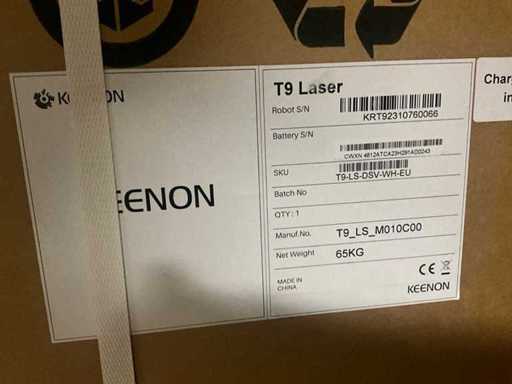 KEENON
KEENON
T9 Laser
Robot S/N
KRT92310760066
Battery S/N
SKU
T9-LS-DSV-WH-EU
Batch No
QTY : 1
Manuf.No. T9_LS_M010C00
Net Weight 65KG
MADE IN
CHINA
CE
KEENON
in